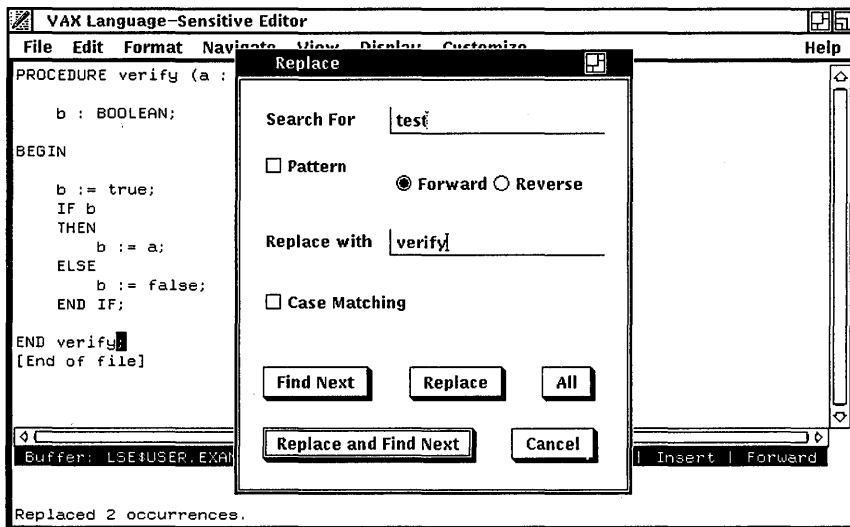 VAX Language-Sensitive Editor
File Edit Format Navigate View Display Customize Help
PROCEDURE verify (a :
b : BOOLEAN;
BEGIN
b := true;
IF b
THEN
b := a;
ELSE
b := false;
END IF;
END verify;
[End of file]
Replace
Search For test
Pattern
Forward Reverse
Replace with verify
Case Matching
Find Next Replace All
Replace and Find Next Cancel
Buffer: LSE$USER.EXAM | Insert | Forward
Replaced 2 occurrences.